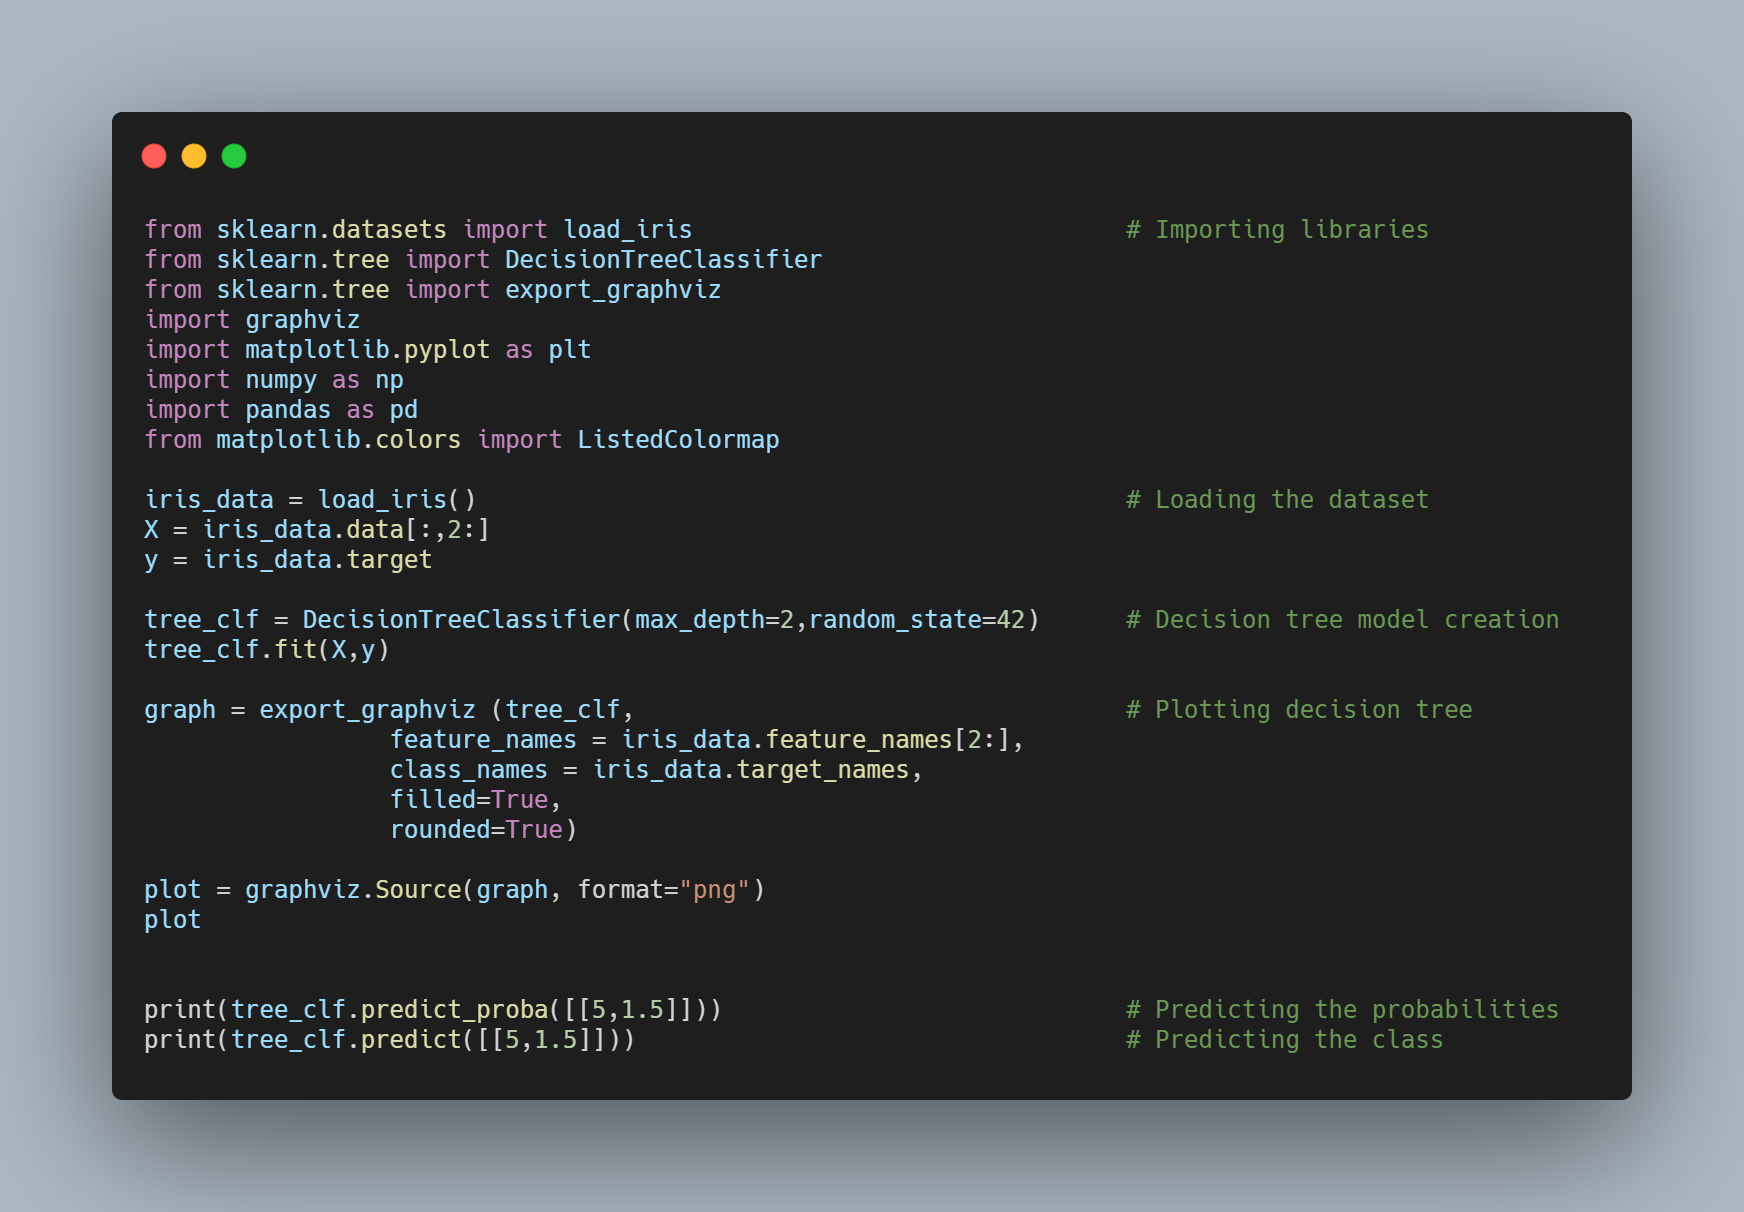 from sklearn.datasets import load_iris                              # Importing libraries
from sklearn.tree import DecisionTreeClassifier
from sklearn.tree import export_graphviz
import graphviz
import matplotlib.pyplot as plt
import numpy as np
import pandas as pd
from matplotlib.colors import ListedColormap

iris_data = load_iris()                                             # Loading the dataset
X = iris_data.data[:,2:]
y = iris_data.target

tree_clf = DecisionTreeClassifier(max_depth=2,random_state=42)      # Decision tree model creation
tree_clf.fit(X,y)

graph = export_graphviz (tree_clf,                                  # Plotting decision tree
                 feature_names = iris_data.feature_names[2:],
                 class_names = iris_data.target_names,
                 filled=True,
                 rounded=True)

plot = graphviz.Source(graph, format="png")
plot


print(tree_clf.predict_proba([[5,1.5]]))                            # Predicting the probabilities
print(tree_clf.predict([[5,1.5]]))                                  # Predicting the class